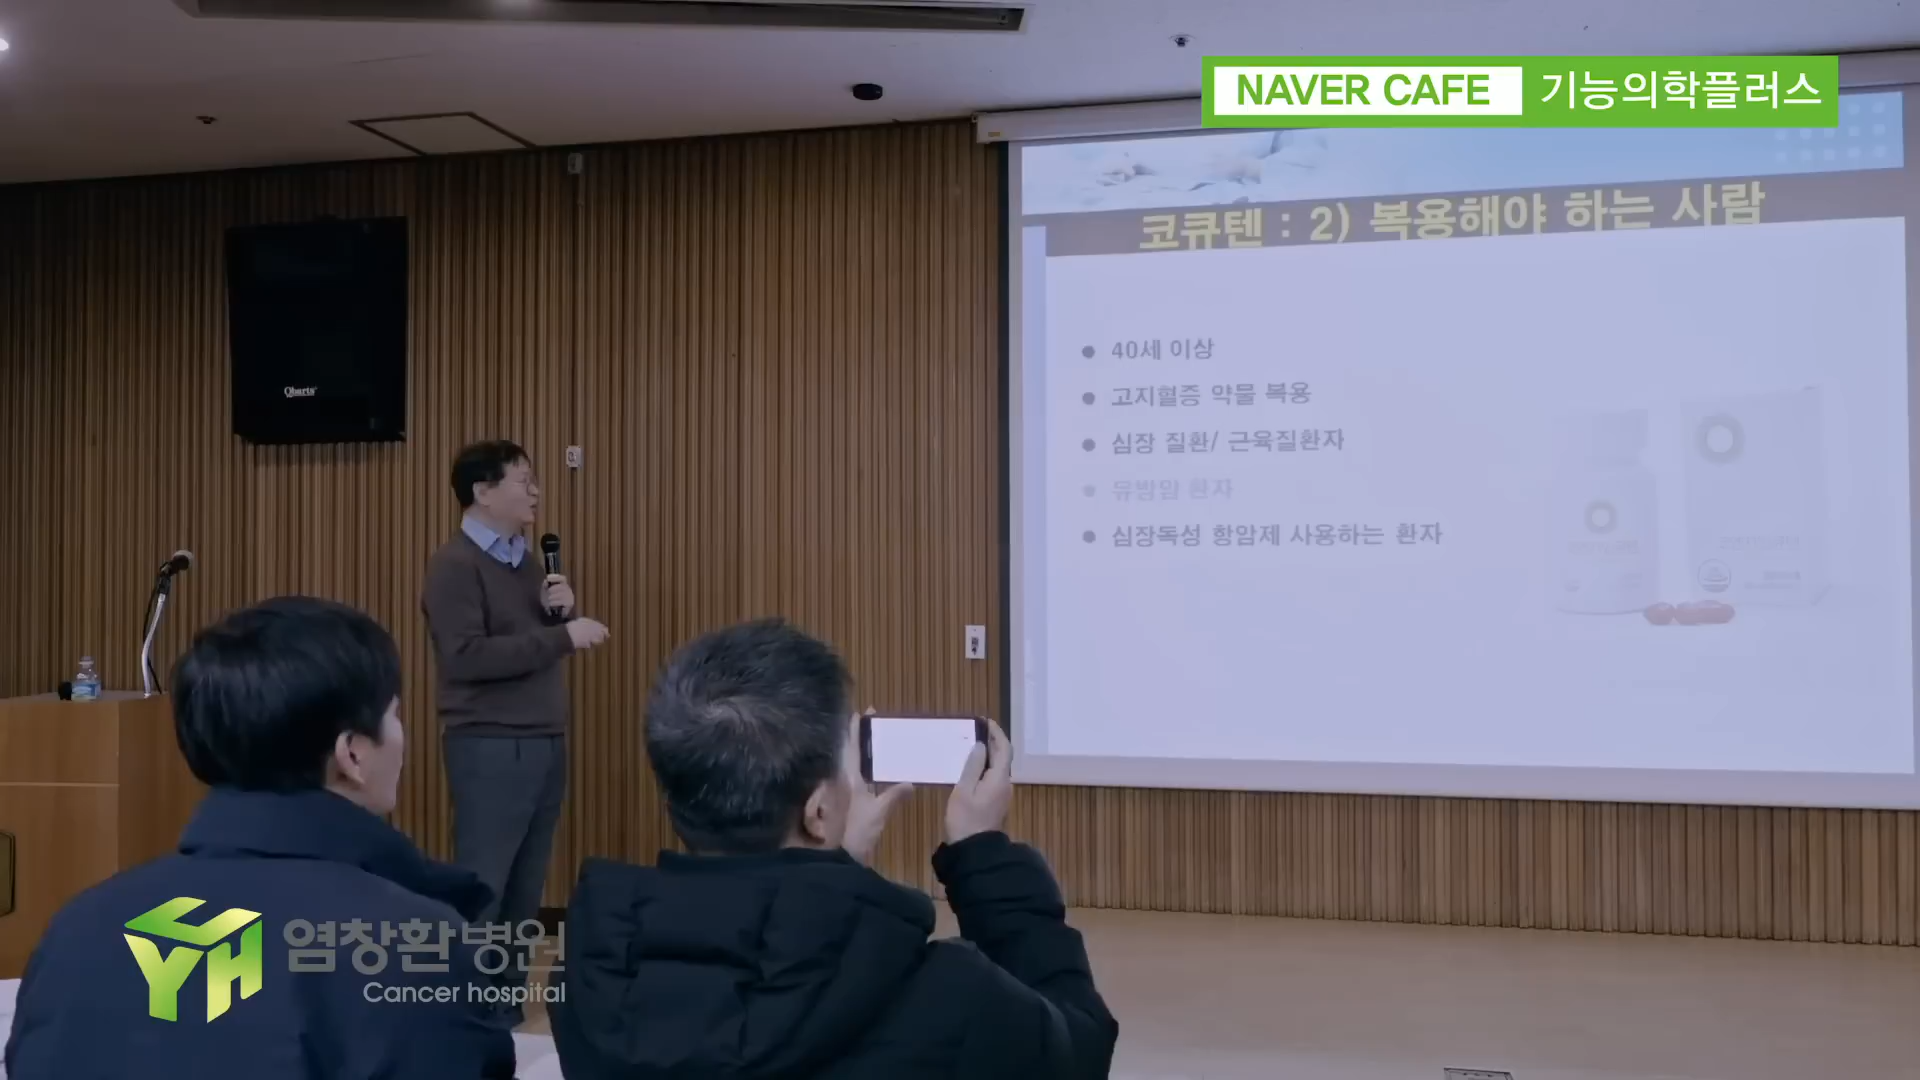 NAVER CAFE 기능의학플러스
코큐텐 : 2) 복용해야 하는 사람
● 40세 이상
● 고지혈증 약물 복용
● 심장 질환/ 근육질환자
● 유방암 환자
● 심장독성 항암제 사용하는 환자
Qbarts
YH 염창환병원
Cancer hospital